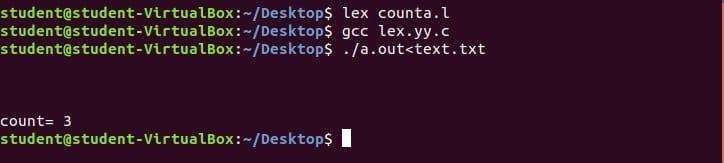 student@student-VirtualBox:~/Desktop$ lex counta.l
student@student-VirtualBox:~/Desktop$ gcc lex.yy.c
student@student-VirtualBox:~/Desktop$ ./a.out<text.txt
count= 3
student@student-VirtualBox:~/Desktop$